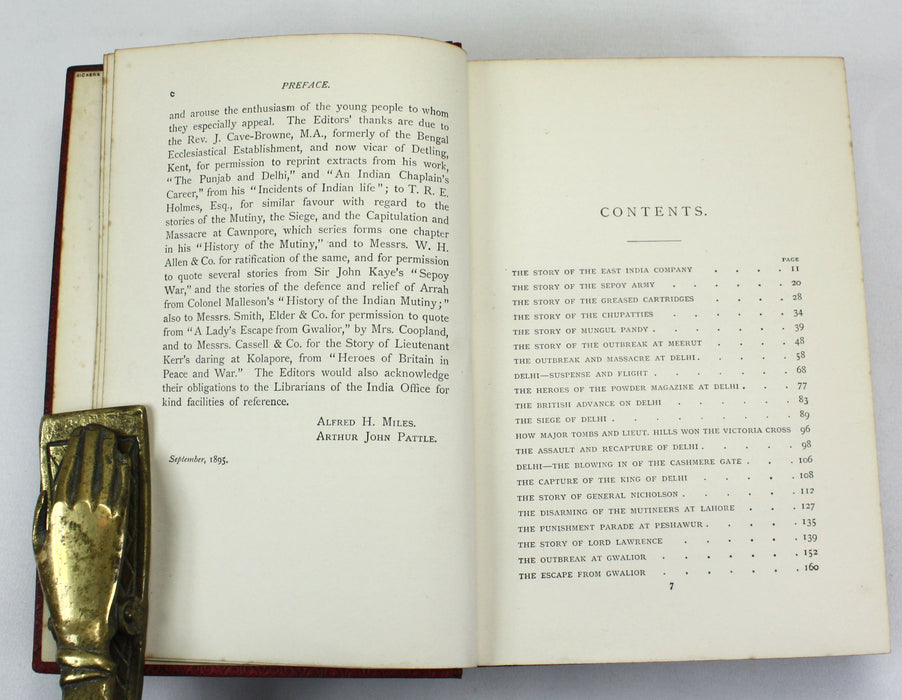 RICKERS
c
PREFACE.
and arouse the enthusiasm of the young people to whom
they especially appeal. The Editors' thanks are due to
the Rev. J. Cave-Browne, M.A., formerly of the Bengal
Ecclesiastical Establishment, and now vicar of Detling,
Kent, for permission to reprint extracts from his work,
"The Punjab and Delhi," and "An Indian Chaplain's
Career," from his "Incidents of Indian life"; to T. R. E.
Holmes, Esq., for similar favour with regard to the
stories of the Mutiny, the Siege, and the Capitulation and
Massacre at Cawnpore, which series forms one chapter
in his "History of the Mutiny," and to Messrs. W. H.
Allen & Co. for ratification of the same, and for permission
to quote several stories from Sir John Kaye's "Sepoy
War," and the stories of the defence and relief of Arrah
from Colonel Malleson's "History of the Indian Mutiny;"
also to Messrs. Smith, Elder & Co. for permission to quote
from "A Lady's Escape from Gwalior," by Mrs. Coopland,
and to Messrs. Cassell & Co. for the Story of Lieutenant
Kerr's daring at Kolapore, from "Heroes of Britain in
Peace and War." The Editors would also acknowledge
their obligations to the Librarians of the India Office for
kind facilities of reference.
ALFRED H. MILES.
ARTHUR JOHN PATTLE.
September, 1895.
CONTENTS.
PAGE
THE STORY OF THE EAST INDIA COMPANY . . . . 11
THE STORY OF THE SEPOY ARMY . . . . . . 20
THE STORY OF THE GREASED CARTRIDGES . . . . 28
THE STORY OF THE CHUPATTIES . . . . . . 34
THE STORY OF MUNGUL PANDY . . . . . . . 39
THE STORY OF THE OUTBREAK AT MEERUT . . . . 48
THE OUTBREAK AND MASSACRE AT DELHI . . . . . 58
DELHI—SUSPENSE AND FLIGHT . . . . . . 68
THE HEROES OF THE POWDER MAGAZINE AT DELHI . . . 77
THE BRITISH ADVANCE ON DELHI . . . . . . 83
THE SIEGE OF DELHI . . . . . . . . . 89
HOW MAJOR TOMBS AND LIEUT. HILLS WON THE VICTORIA CROSS 96
THE ASSAULT AND RECAPTURE OF DELHI . . . . . 98
DELHI—THE BLOWING IN OF THE CASHMERE GATE . . . 106
THE CAPTURE OF THE KING OF DELHI . . . . . 108
THE STORY OF GENERAL NICHOLSON . . . . . . 112
THE DISARMING OF THE MUTINEERS AT LAHORE . . . 127
THE PUNISHMENT PARADE AT PESHAWUR . . . . . 135
THE STORY OF LORD LAWRENCE . . . . . . 139
THE OUTBREAK AT GWALIOR . . . . . . . 152
THE ESCAPE FROM GWALIOR . . . . . . . 160
7